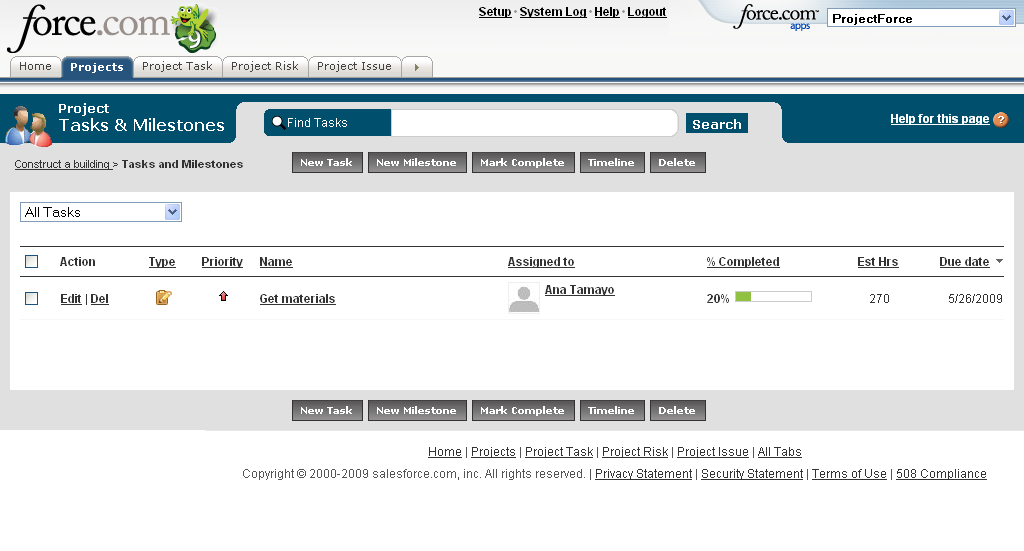 force.com 9
Setup · System Log · Help · Logout
force.com™ apps
ProjectForce
Home Projects Project Task Project Risk Project Issue
Project
Tasks & Milestones
Find Tasks
Search
Help for this page ?
Construct a building > Tasks and Milestones
New Task New Milestone Mark Complete Timeline Delete
All Tasks
Action Type Priority Name Assigned to % Completed Est Hrs Due date
Edit | Del Get materials Ana Tamayo 20% 270 5/26/2009
New Task New Milestone Mark Complete Timeline Delete
Home | Projects | Project Task | Project Risk | Project Issue | All Tabs
Copyright © 2000-2009 salesforce.com, inc. All rights reserved. | Privacy Statement | Security Statement | Terms of Use | 508 Compliance